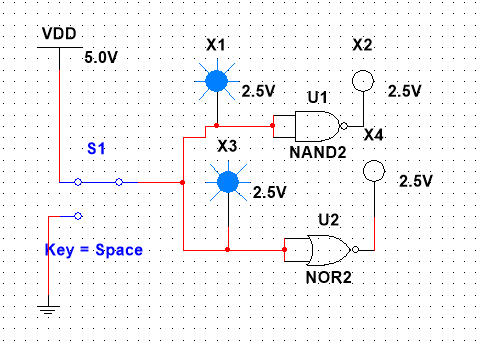 VDD
5.0V
X1
2.5V
X2
2.5V
U1
NAND2
X4
2.5V
S1
X3
2.5V
U2
NOR2
Key = Space